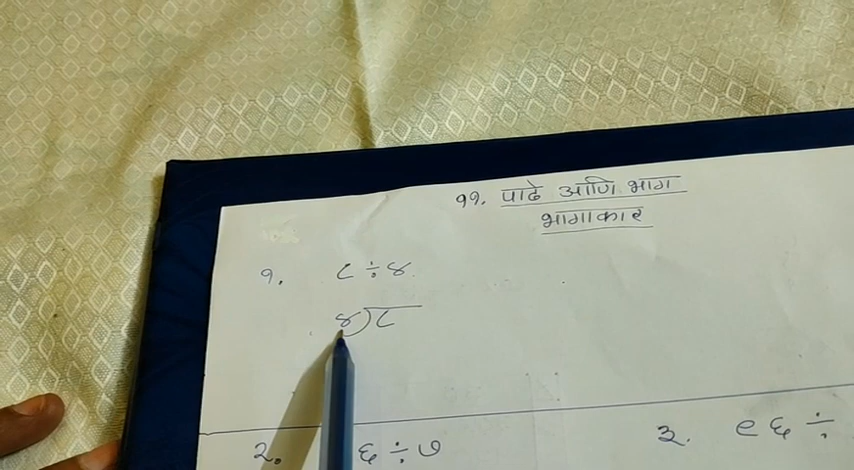 ११. पाढे आणि भाग
भागाकार
१. ८÷४
४) ८
२. ६÷७
३. ९६÷